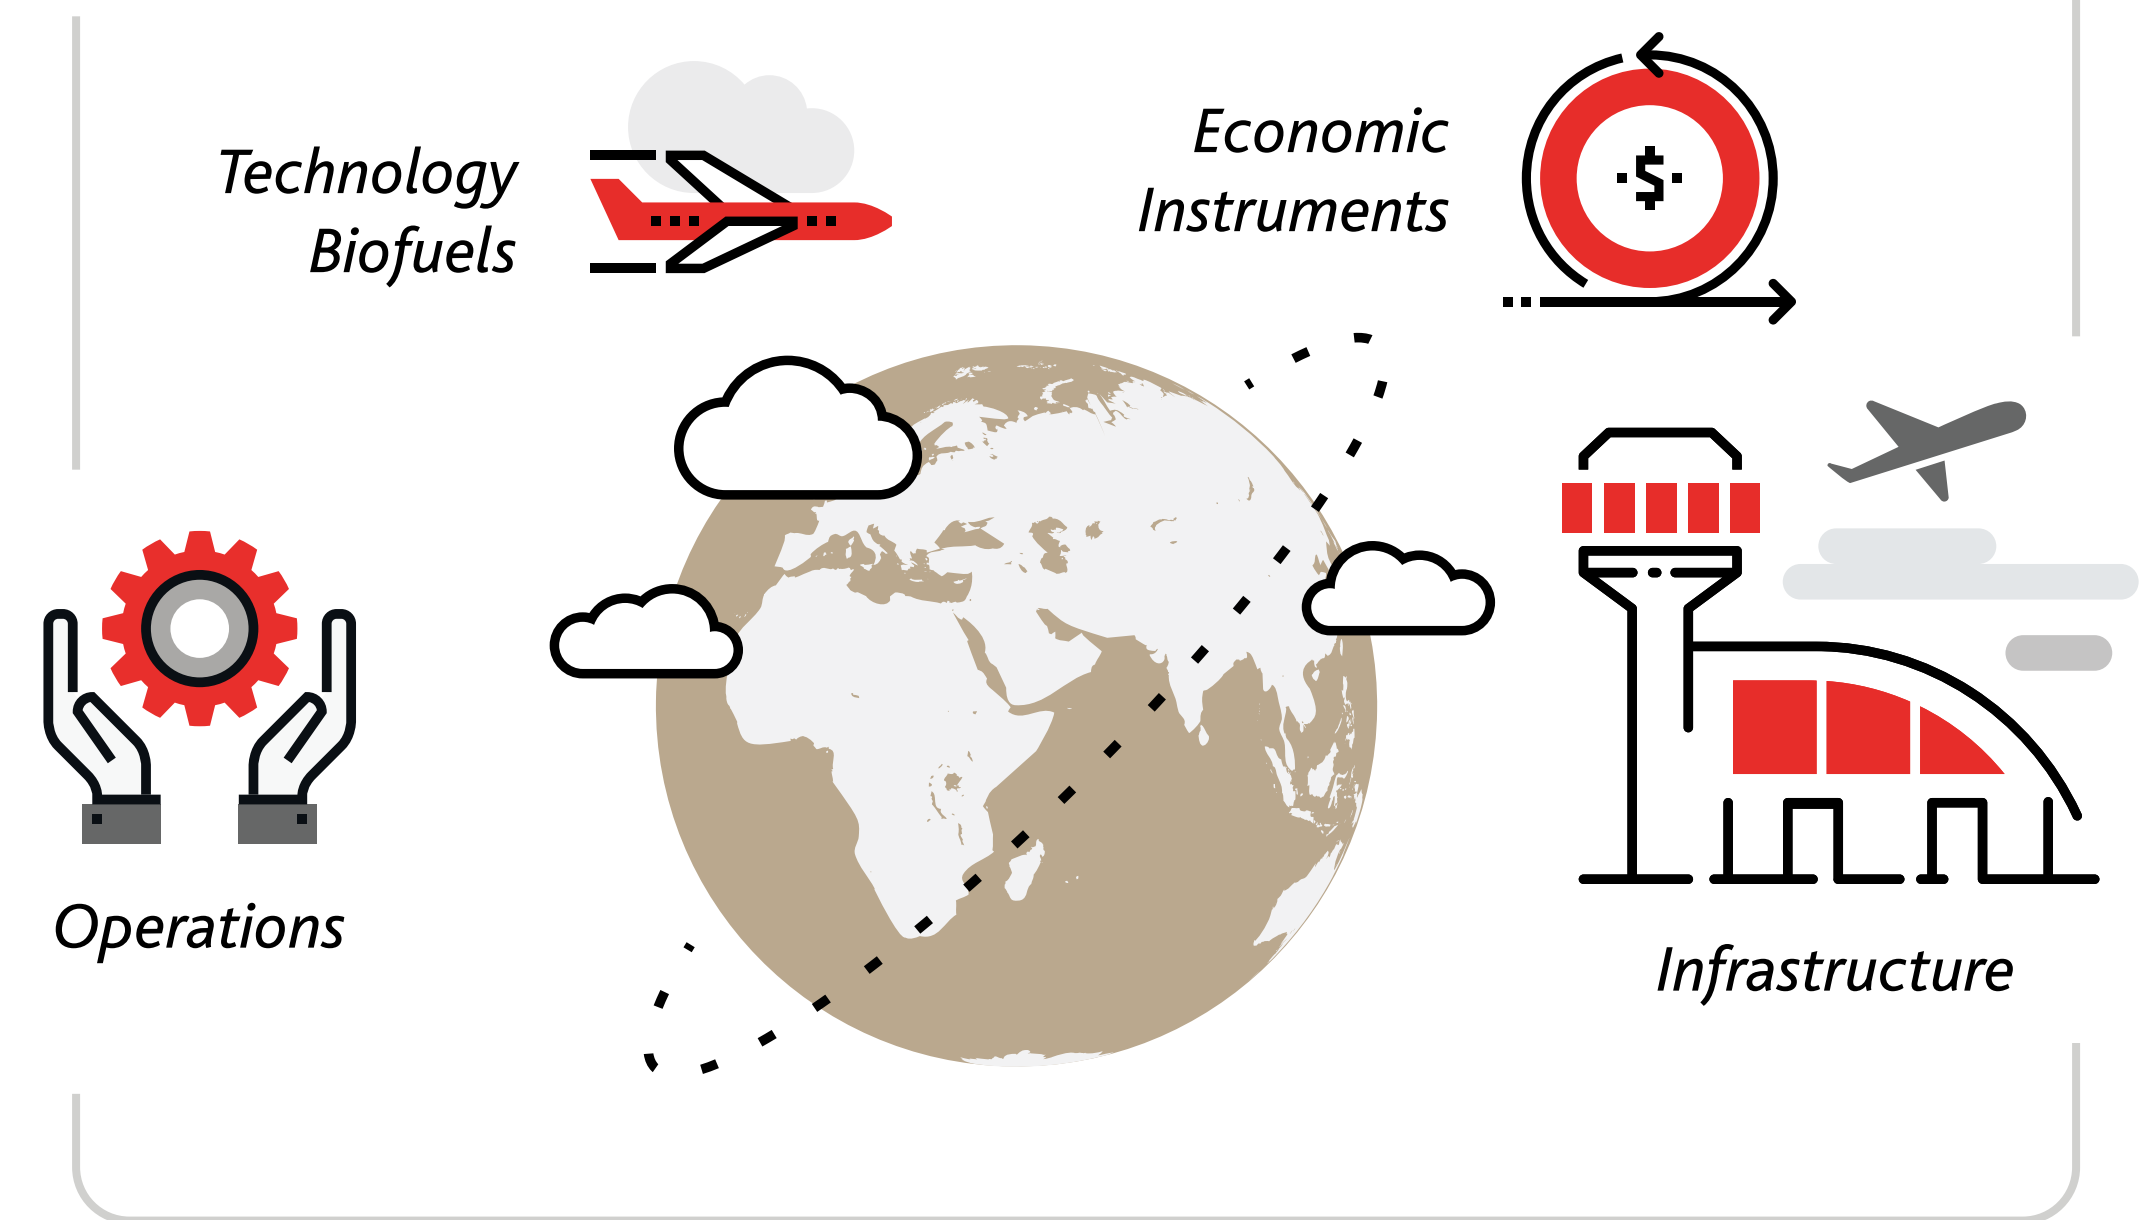 Technology
Biofuels
Economic
Instruments
$
Operations
Infrastructure